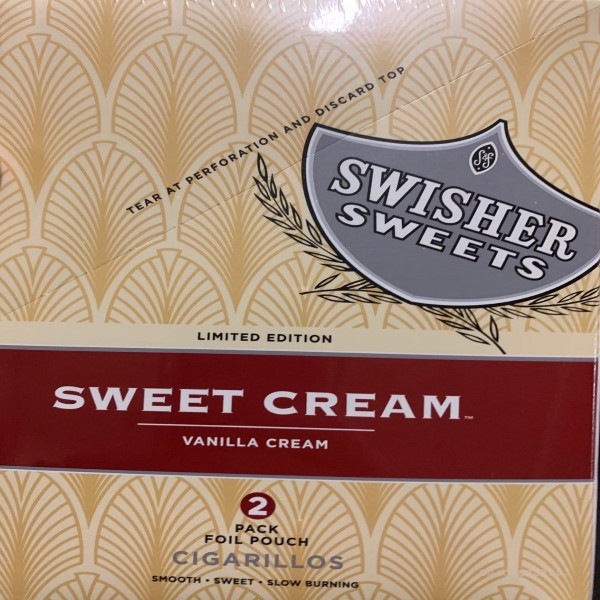 TEAR AT PERFORATION AND DISCARD TOP
S&S
SWISHER
SWEETS
LIMITED EDITION
SWEET CREAM™
VANILLA CREAM
2
PACK
FOIL POUCH
CIGARILLOS
SMOOTH • SWEET • SLOW BURNING